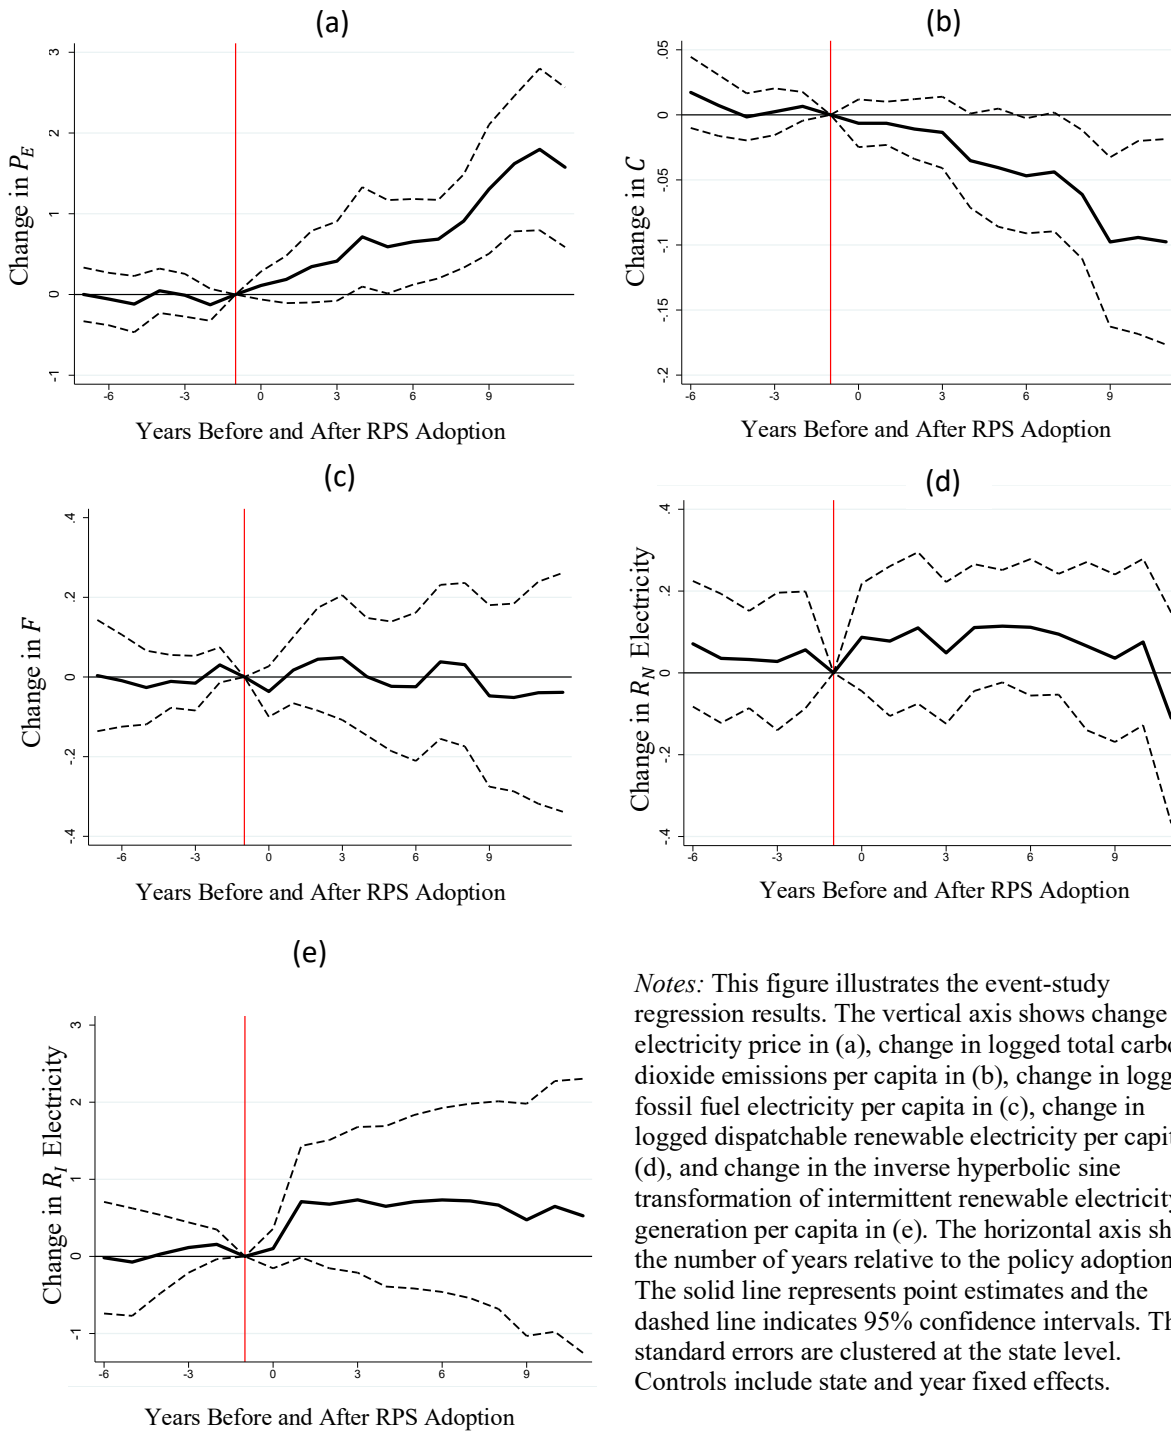 (a)
3
2
1
0
-1
Change in P_E
-6 -3 0 3 6 9
Years Before and After RPS Adoption
(b)
.05
0
-.05
-.1
-.15
-.2
Change in C
-6 -3 0 3 6 9
Years Before and After RPS Adoption
(c)
.4
.2
0
-.2
-.4
Change in F
-6 -3 0 3 6 9
Years Before and After RPS Adoption
(d)
.4
.2
0
-.2
-.4
Change in R_N Electricity
-6 -3 0 3 6 9
Years Before and After RPS Adoption
(e)
3
2
1
0
-1
Change in R_I Electricity
-6 -3 0 3 6 9
Years Before and After RPS Adoption
Notes: This figure illustrates the event-study
regression results. The vertical axis shows change
electricity price in (a), change in logged total
dioxide emissions per capita in (b), change in
fossil fuel electricity per capita in (c), change in
logged dispatchable renewable electricity per
(d), and change in the inverse hyperbolic sine
transformation of intermittent renewable electricity
generation per capita in (e). The horizontal axis
the number of years relative to the policy adoption
The solid line represents point estimates and the
dashed line indicates 95% confidence intervals.
standard errors are clustered at the state level.
Controls include state and year fixed effects.